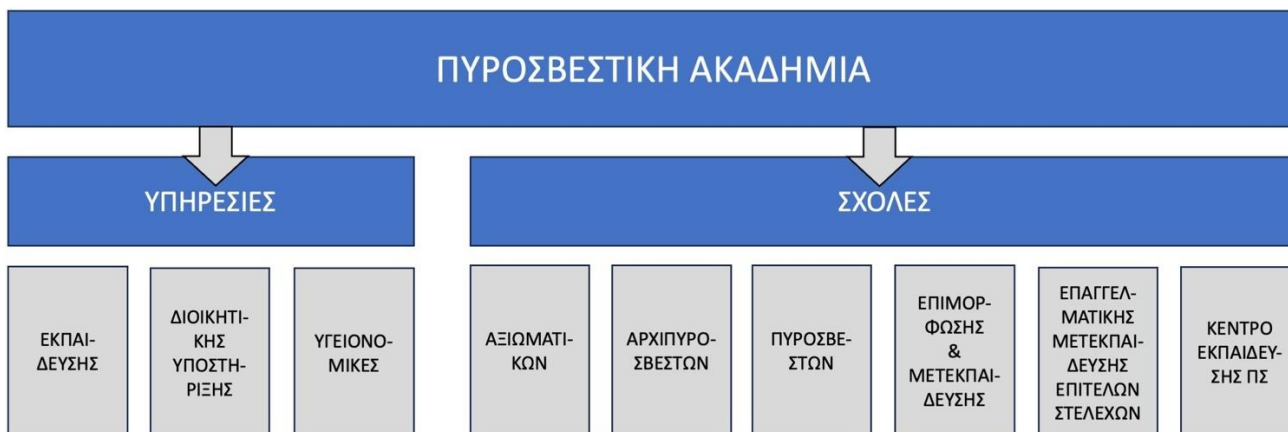 ΠΥΡΟΣΒΕΣΤΙΚΗ ΑΚΑΔΗΜΙΑ
ΥΠΗΡΕΣΙΕΣ
ΣΧΟΛΕΣ
ΕΚΠΑΙ-
ΔΕΥΣΗΣ
ΔΙΟΙΚΗΤΙ-
ΚΗΣ
ΥΠΟΣΤΗ-
ΡΙΞΗΣ
ΥΓΕΙΟΝΟ-
ΜΙΚΕΣ
ΑΞΙΩΜΑΤΙ-
ΚΩΝ
ΑΡΧΙΠΥΡΟ-
ΣΒΕΣΤΩΝ
ΠΥΡΟΣΒΕ-
ΣΤΩΝ
ΕΠΙΜΟΡ-
ΦΩΣΗΣ
&
ΜΕΤΕΚΠΑΙ-
ΔΕΥΣΗΣ
ΕΠΑΓΓΕΛ-
ΜΑΤΙΚΗΣ
ΜΕΤΕΚΠΑΙ-
ΔΕΥΣΗΣ
ΕΠΙΤΕΛΩΝ
ΣΤΕΛΕΧΩΝ
ΚΕΝΤΡΟ
ΕΚΠΑΙΔΕΥ-
ΣΗΣ ΠΣ